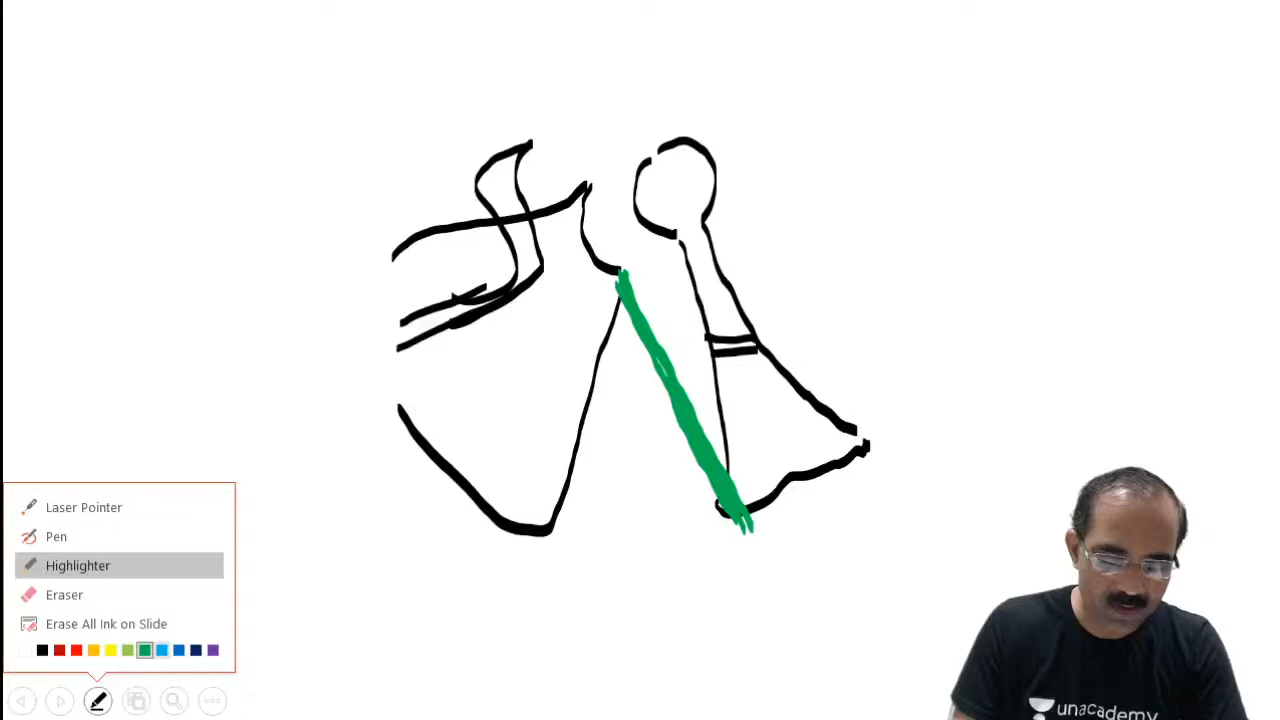 Laser Pointer
Pen
Highlighter
Eraser
Erase All Ink on Slide
unacademy